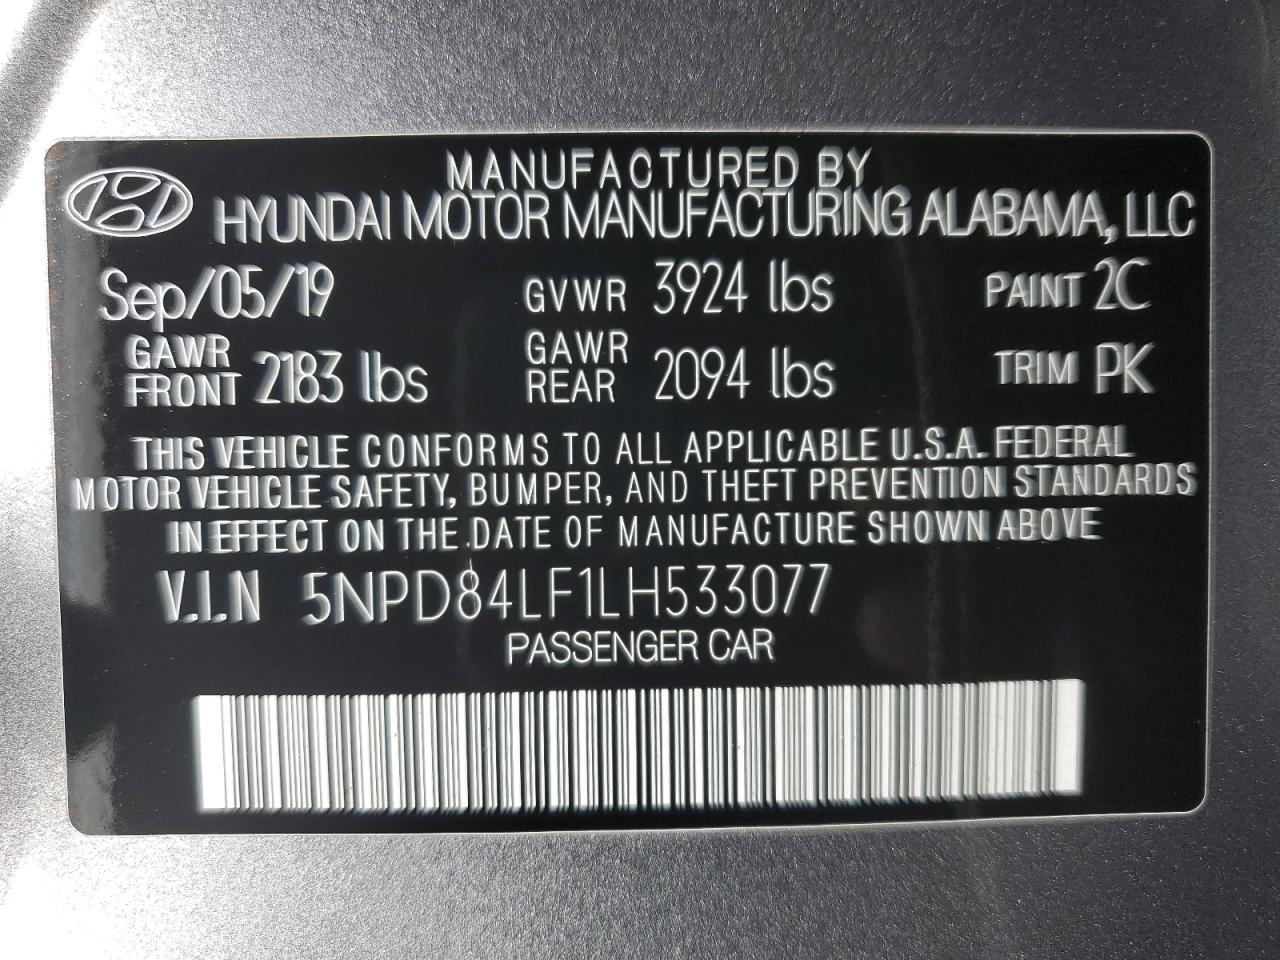 MANUFACTURED BY
HYUNDAI MOTOR MANUFACTURING ALABAMA, LLC
Sep/05/19 GVWR 3924 lbs PAINT 2C
GAWR FRONT 2183 lbs GAWR REAR 2094 lbs TRIM PK
THIS VEHICLE CONFORMS TO ALL APPLICABLE U.S.A. FEDERAL
MOTOR VEHICLE SAFETY, BUMPER, AND THEFT PREVENTION STANDARDS
IN EFFECT ON THE DATE OF MANUFACTURE SHOWN ABOVE
V.I.N 5NPD84LF1LH533077
PASSENGER CAR